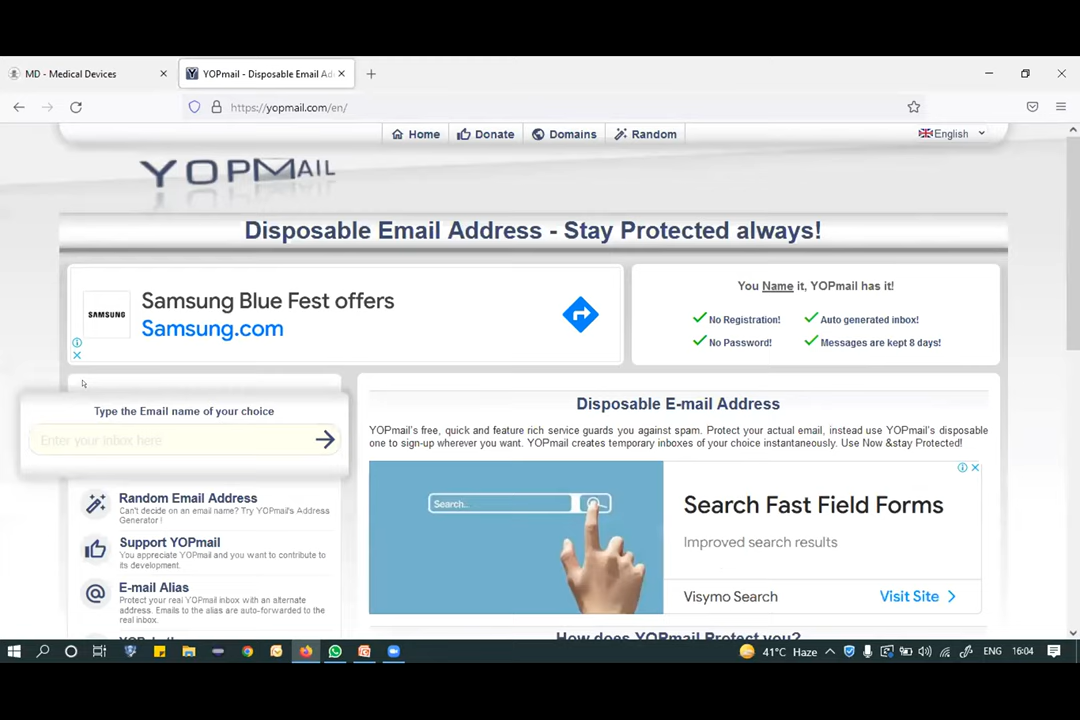 MD - Medical Devices
YOPmail - Disposable Email Ad
https://yopmail.com/en/
Home
Donate
Domains
Random
English
YOPMAIL
Disposable Email Address - Stay Protected always!
SAMSUNG
Samsung Blue Fest offers
Samsung.com
You Name it, YOPmail has it!
No Registration!
Auto generated inbox!
No Password!
Messages are kept 8 days!
Type the Email name of your choice
Enter your inbox here
Random Email Address
Can't decide on an email name? Try YOPmail's Address
Generator !
Support YOPmail
You appreciate YOPmail and you want to contribute to
its development.
E-mail Alias
Protect your real YOPmail inbox with an alternate
address. Emails to the alias are auto-forwarded to the
real inbox.
Disposable E-mail Address
YOPmail's free, quick and feature rich service guards you against spam. Protect your actual email, instead use YOPmail's disposable
one to sign-up wherever you want. YOPmail creates temporary inboxes of your choice instantaneously. Use Now &stay Protected!
Search..
Search Fast Field Forms
Improved search results
Visymo Search
Visit Site
How does YOPmail Protect you?
41°C Haze
ENG
16:04